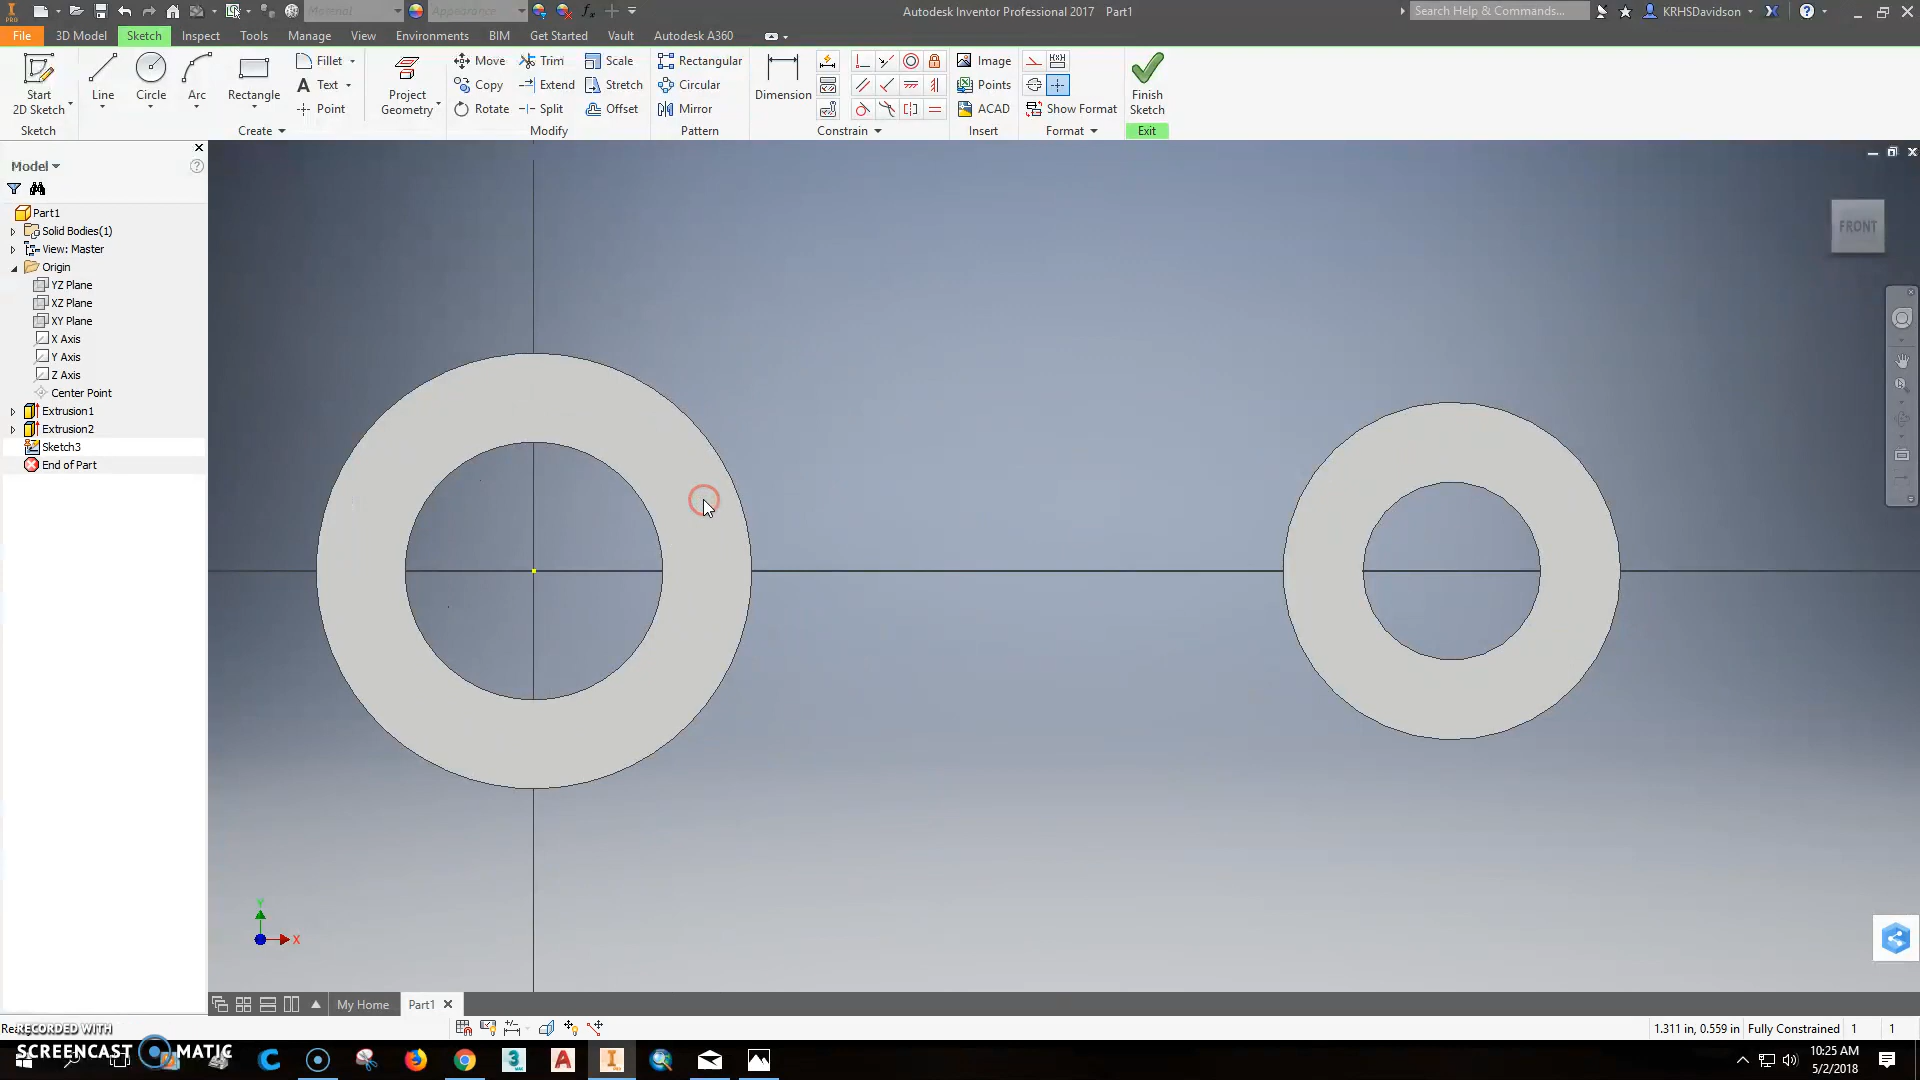 Material Appearance Autodesk Inventor Professional 2017 Part1 Search Help & Commands... KRHSDavidson
File 3D Model Sketch Inspect Tools Manage View Environments BIM Get Started Vault Autodesk A360
Start 2D Sketch Line Circle Arc Rectangle Fillet Text Point Project Geometry Move Copy Rotate Trim Extend Split Scale Stretch Offset Rectangular Circular Mirror Dimension Image Points ACAD Show Format Finish Sketch
Sketch Create Modify Pattern Constrain Insert Format Exit
Model
Part1
Solid Bodies(1)
View: Master
Origin
YZ Plane
XZ Plane
XY Plane
X Axis
Y Axis
Z Axis
Center Point
Extrusion1
Extrusion2
Sketch3
End of Part
FRONT
Y
X
My Home Part1
1.311 in, 0.559 in Fully Constrained 1 1
RECORDED WITH
SCREENCAST MATIC
10:25 AM
5/2/2018